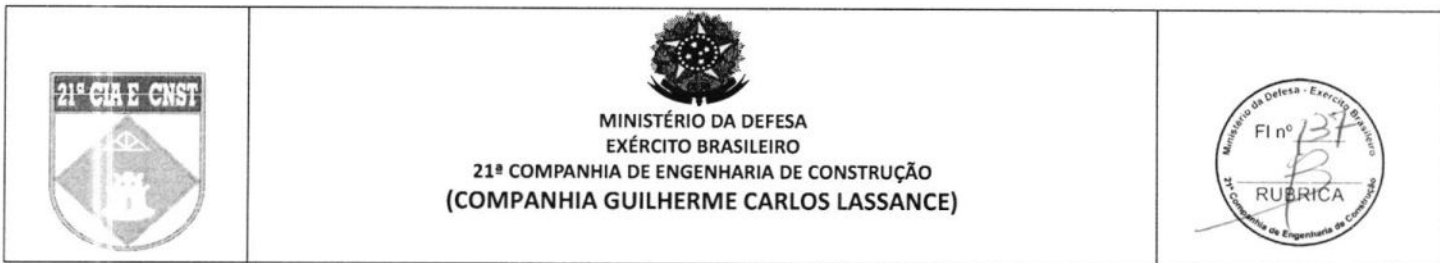 21ª CIA E CNST
MINISTÉRIO DA DEFESA
EXÉRCITO BRASILEIRO
21ª COMPANHIA DE ENGENHARIA DE CONSTRUÇÃO
(COMPANHIA GUILHERME CARLOS LASSANCE)
Ministério da Defesa - Exército Brasileiro
Fl nº 137
RUBRICA
21ª Companhia de Engenharia de Construção